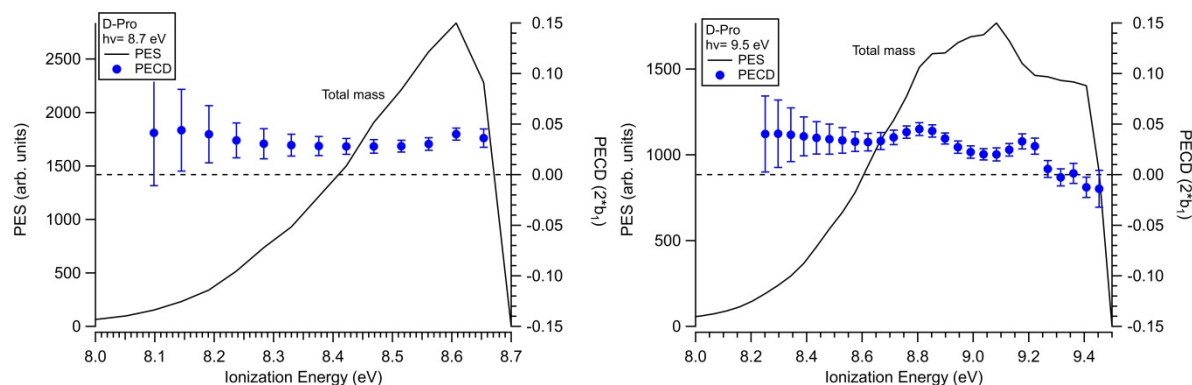 D-Pro
hν= 8.7 eV
PES
PECD
Total mass
PES (arb. units)
2500
2000
1500
1000
500
0
0.15
0.10
0.05
0.00
-0.05
-0.10
-0.15
PECD (2*b₁)
8.0 8.1 8.2 8.3 8.4 8.5 8.6 8.7
Ionization Energy (eV)
D-Pro
hν= 9.5 eV
PES
PECD
Total mass
PES (arb. units)
1500
1000
500
0
0.15
0.10
0.05
0.00
-0.05
-0.10
-0.15
PECD (2*b₁)
8.0 8.2 8.4 8.6 8.8 9.0 9.2 9.4
Ionization Energy (eV)